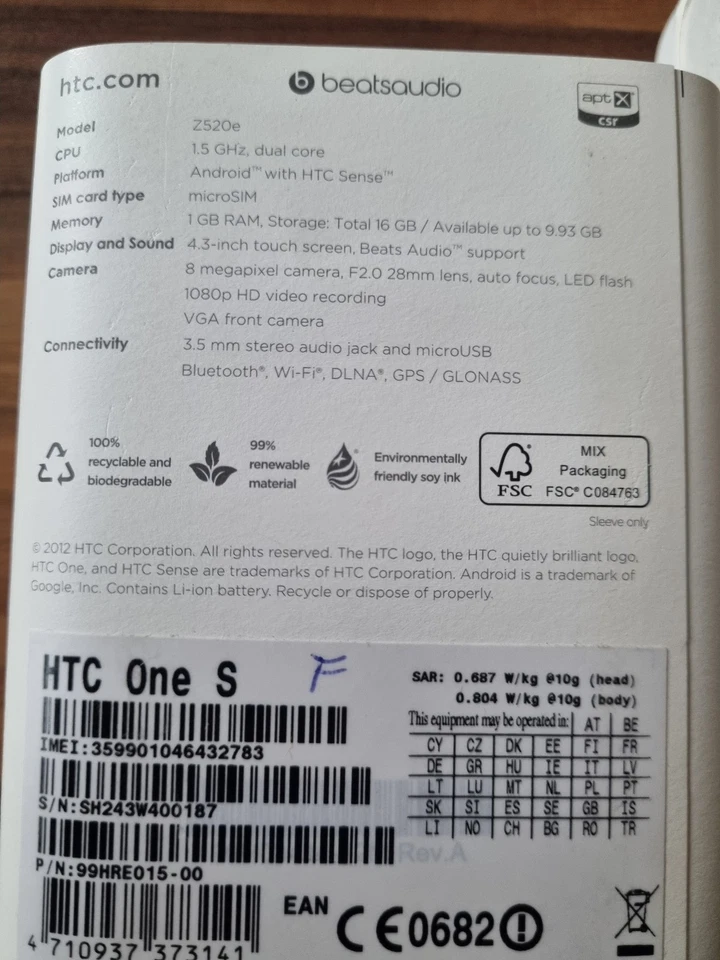 htc.com
beatsaudio
aptX
csr
Model Z520e
CPU 1.5 GHz, dual core
Platform Android™ with HTC Sense™
SIM card type microSIM
Memory 1 GB RAM, Storage: Total 16 GB / Available up to 9.93 GB
Display and Sound 4.3-inch touch screen, Beats Audio™ support
Camera 8 megapixel camera, F2.0 28mm lens, auto focus, LED flash
1080p HD video recording
VGA front camera
Connectivity 3.5 mm stereo audio jack and microUSB
Bluetooth®, Wi-Fi®, DLNA®, GPS / GLONASS
100%
recyclable and
biodegradable
99%
renewable
material
Environmentally
friendly soy ink
FSC
MIX
Packaging
FSC® C084763
Sleeve only
© 2012 HTC Corporation. All rights reserved. The HTC logo, the HTC quietly brilliant logo,
HTC One, and HTC Sense are trademarks of HTC Corporation. Android is a trademark of
Google, Inc. Contains Li-ion battery. Recycle or dispose of properly.
HTC One S F
IMEI:359901046432783
S/N:SH243W400187
P/N:99HRE015-00
4 710937 373141
SAR: 0.687 W/kg @10g (head)
0.804 W/kg @10g (body)
This equipment may be operated in: AT BE
CY CZ DK EE FI FR
DE GR HU IE IT LV
LT LU MT NL PL PT
SK SI ES SE GB IS
LI NO CH BG RO TR
Rev.A
EAN
CE0682